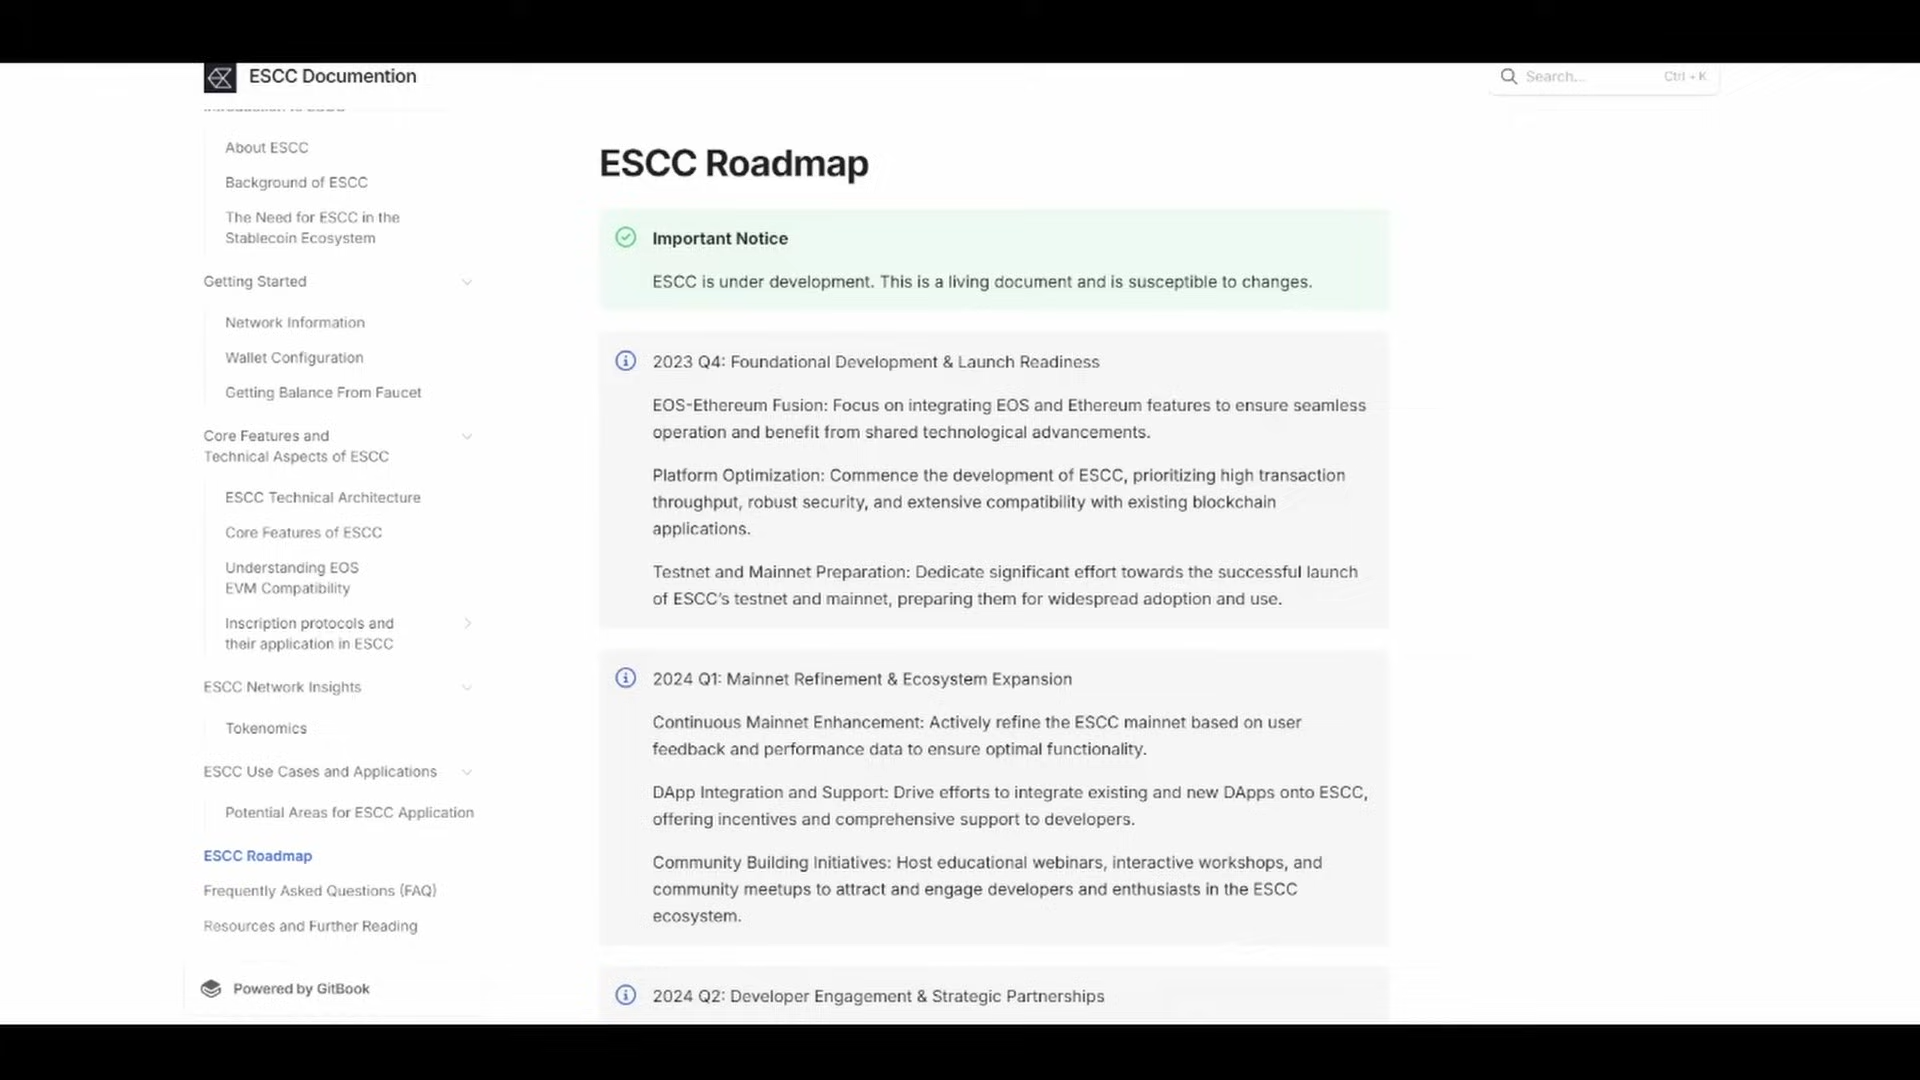 ESCC Documention
Search...
Ctrl + K
About ESCC
Background of ESCC
The Need for ESCC in the
Stablecoin Ecosystem
Getting Started
Network Information
Wallet Configuration
Getting Balance From Faucet
Core Features and
Technical Aspects of ESCC
ESCC Technical Architecture
Core Features of ESCC
Understanding EOS
EVM Compatibility
Inscription protocols and
their application in ESCC
ESCC Network Insights
Tokenomics
ESCC Use Cases and Applications
Potential Areas for ESCC Application
ESCC Roadmap
Frequently Asked Questions (FAQ)
Resources and Further Reading
Powered by GitBook
ESCC Roadmap
Important Notice
ESCC is under development. This is a living document and is susceptible to changes.
2023 Q4: Foundational Development & Launch Readiness
EOS-Ethereum Fusion: Focus on integrating EOS and Ethereum features to ensure seamless
operation and benefit from shared technological advancements.
Platform Optimization: Commence the development of ESCC, prioritizing high transaction
throughput, robust security, and extensive compatibility with existing blockchain
applications.
Testnet and Mainnet Preparation: Dedicate significant effort towards the successful launch
of ESCC’s testnet and mainnet, preparing them for widespread adoption and use.
2024 Q1: Mainnet Refinement & Ecosystem Expansion
Continuous Mainnet Enhancement: Actively refine the ESCC mainnet based on user
feedback and performance data to ensure optimal functionality.
DApp Integration and Support: Drive efforts to integrate existing and new DApps onto ESCC,
offering incentives and comprehensive support to developers.
Community Building Initiatives: Host educational webinars, interactive workshops, and
community meetups to attract and engage developers and enthusiasts in the ESCC
ecosystem.
2024 Q2: Developer Engagement & Strategic Partnerships